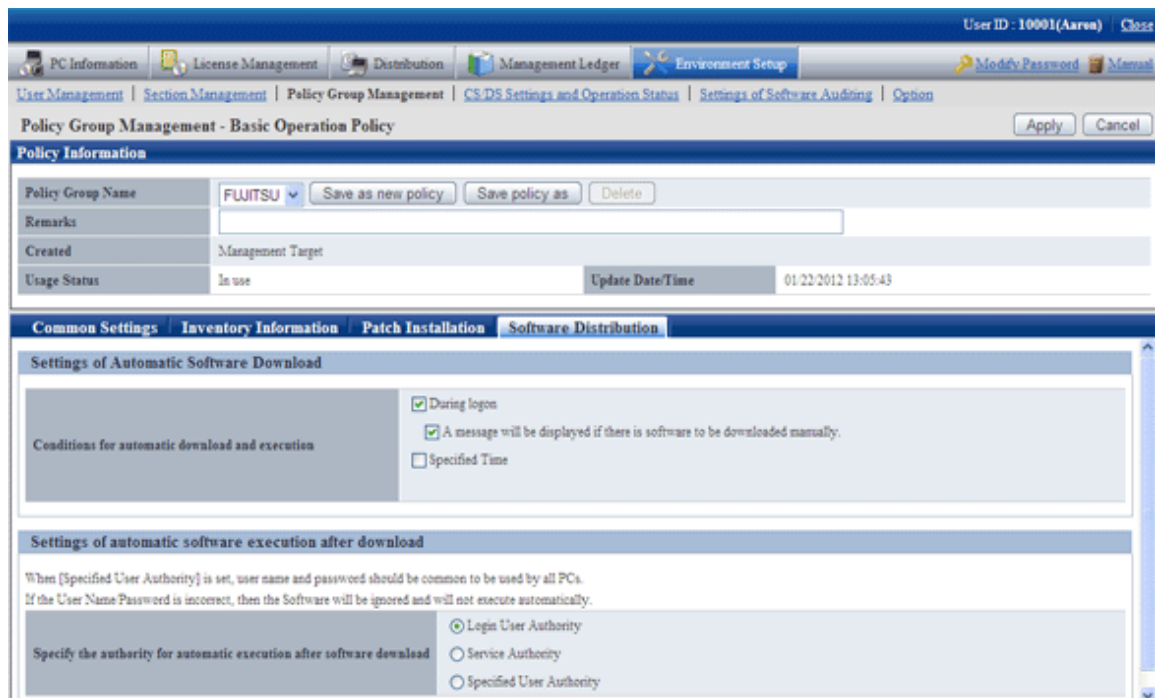 User ID : 10001(Aaron) Close
PC Information License Management Distribution Management Ledger Environment Setup Modify Password Manual
User Management | Section Management | Policy Group Management | CS/DS Settings and Operation Status | Settings of Software Auditing | Option
Policy Group Management - Basic Operation Policy Apply Cancel
Policy Information
Policy Group Name FUJITSU Save as new policy Save policy as Delete
Remarks
Created Management Target
Usage Status In use Update Date/Time 01/22/2012 13:05:43
Common Settings Inventory Information Patch Installation Software Distribution
Settings of Automatic Software Download
During logon
Conditions for automatic download and execution A message will be displayed if there is software to be downloaded manually.
Specified Time
Settings of automatic software execution after download
When [Specified User Authority] is set, user name and password should be common to be used by all PCs.
If the User Name/Password is incorrect, then the Software will be ignored and will not execute automatically.
Login User Authority
Specify the authority for automatic execution after software download Service Authority
Specified User Authority